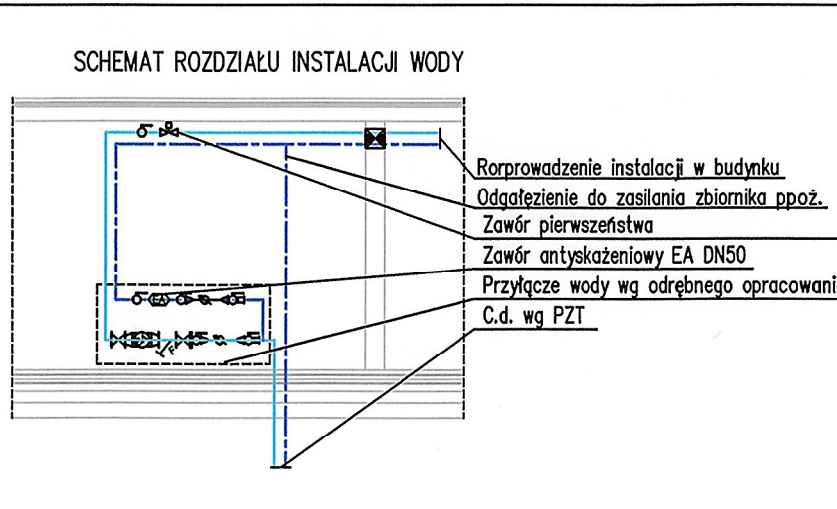 SCHEMAT ROZDZIAŁU INSTALACJI WODY
Rorprowadzenie instalacji w budynku
Odgałęzienie do zasilania zbiornika ppoż.
Zawór pierwszeństwa
Zawór antyskażeniowy EA DN50
Przyłącze wody wg odrębnego opracowani
C.d. wg PZT
EA